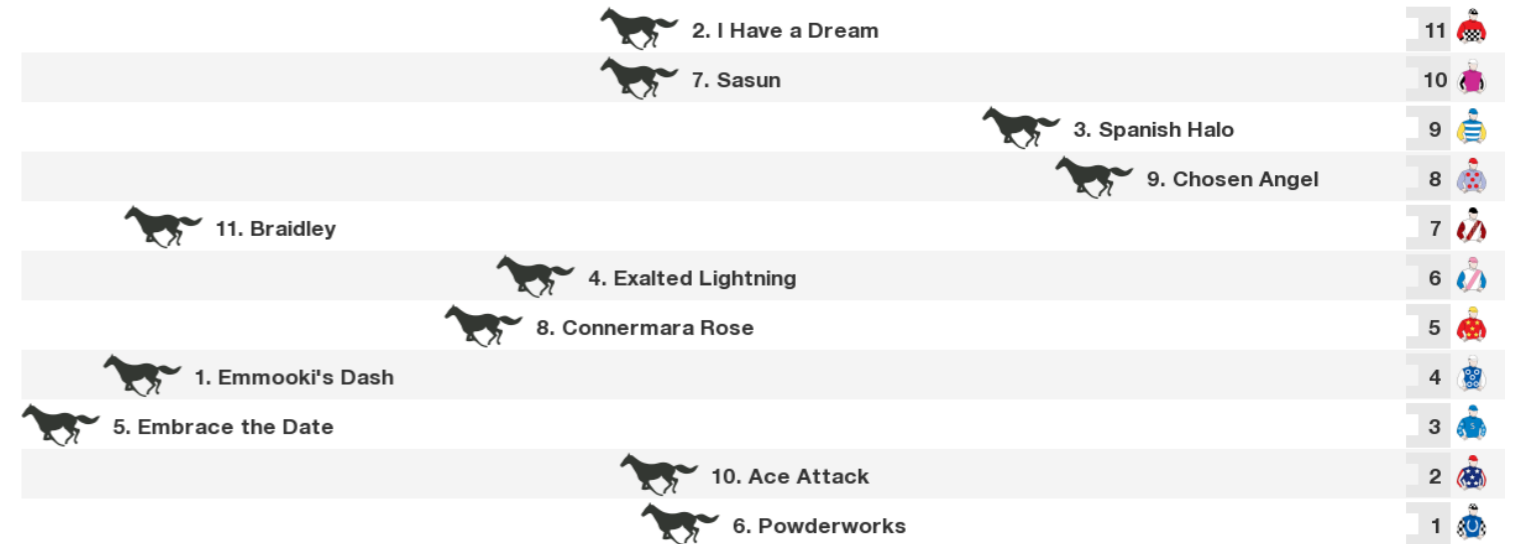 2. I Have a Dream 11
7. Sasun 10
3. Spanish Halo 9
9. Chosen Angel 8
11. Braidley 7
4. Exalted Lightning 6
8. Connermara Rose 5
1. Emmooki's Dash 4
5. Embrace the Date 3
10. Ace Attack 2
6. Powderworks 1